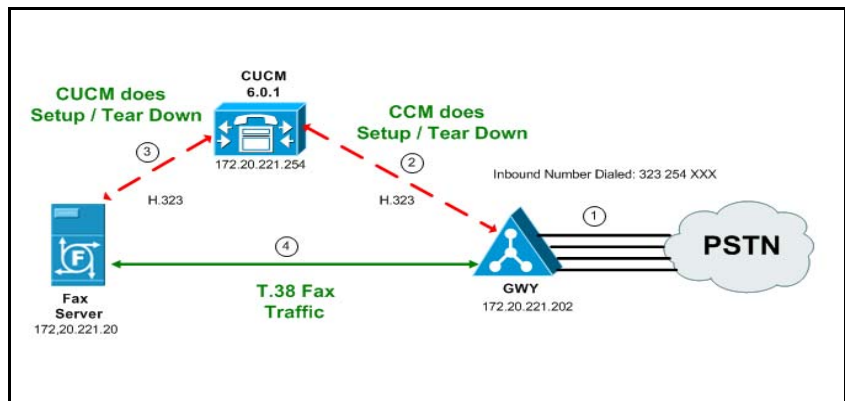 CUCM
6.0.1
CUCM does
Setup / Tear Down
CCM does
Setup / Tear Down
3
172.20.221.254
2
Inbound Number Dialed: 323 254 XXX
H.323
H.323
1
F
4
PSTN
T.38 Fax
Traffic
GWY
172.20.221.202
Fax
Server
172,20.221.20